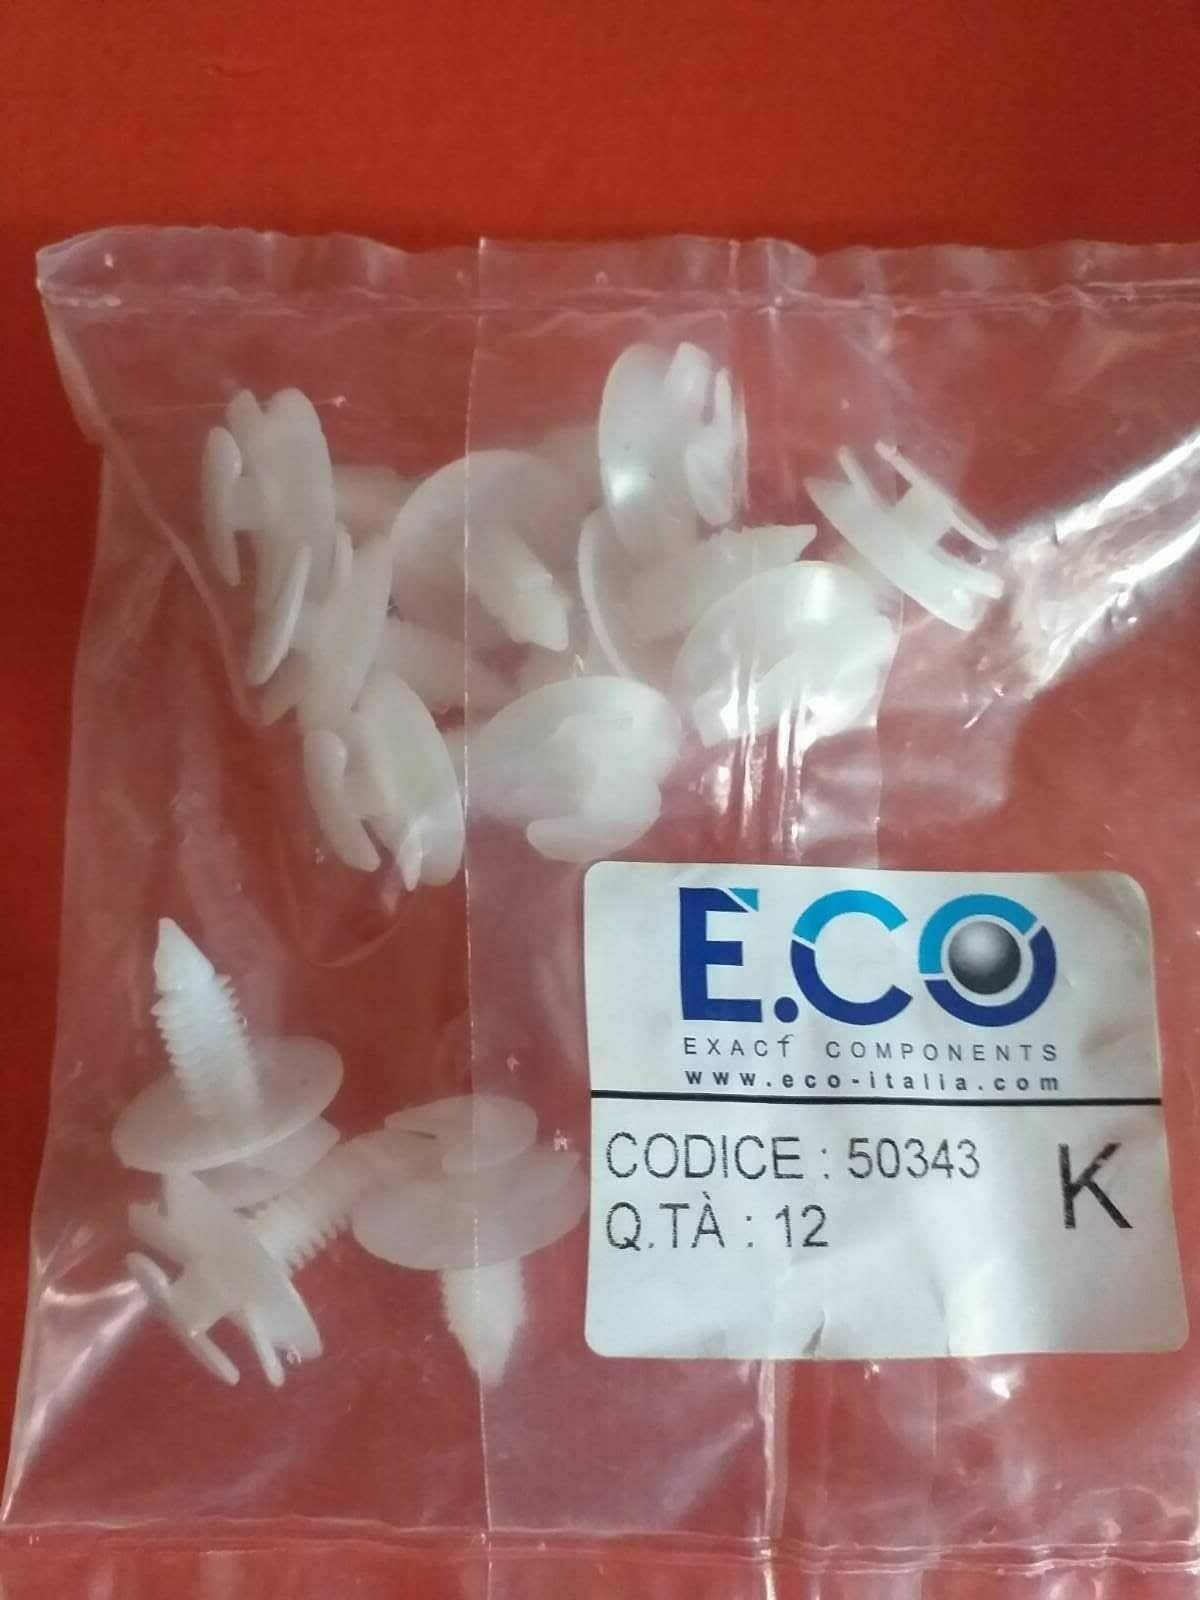 E.CO
EXACT COMPONENTS
www.eco-italia.com
CODICE : 50343
Q.TÀ : 12
K